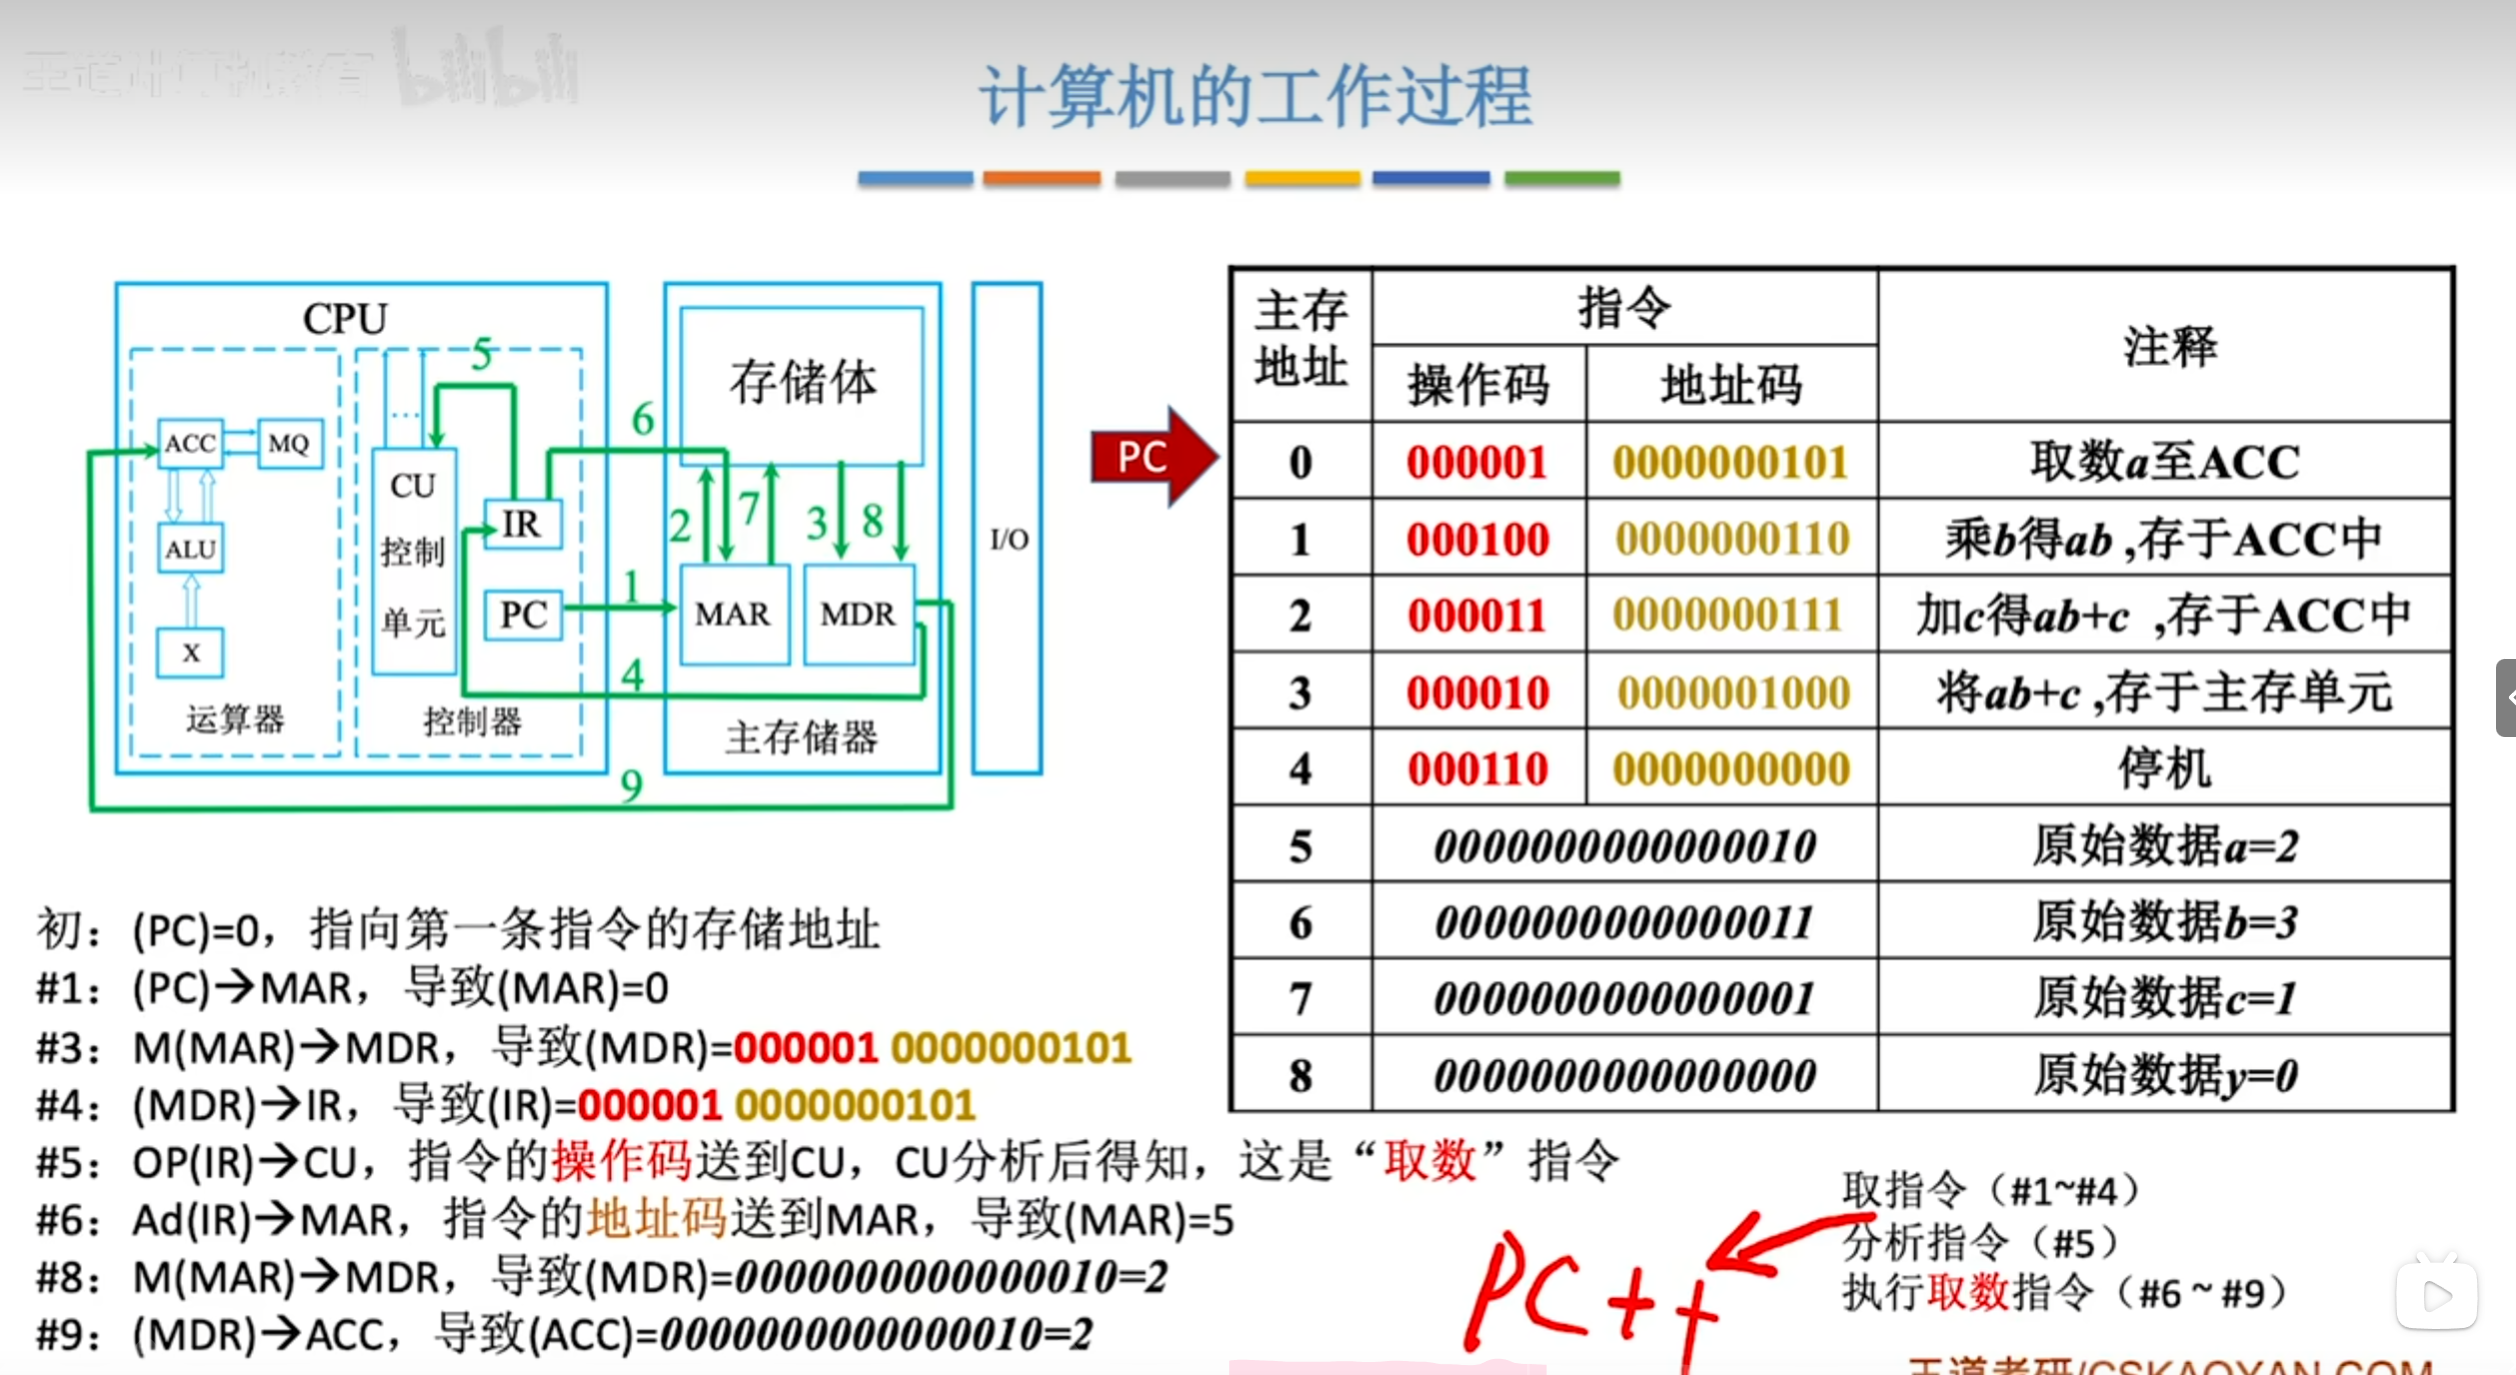 王道计算机教育 bilibili
计算机的工作过程
CPU
ACC
MQ
ALU
X
运算器
CU
控制
单元
...
IR
PC
控制器
存储体
MAR
MDR
主存储器
I/O
1
2
3
4
5
6
7
8
9
PC
主存地址 指令 注释
操作码 地址码
0 000001 0000000101 取数a至ACC
1 000100 0000000110 乘b得ab ,存于ACC中
2 000011 0000000111 加c得ab+c ,存于ACC中
3 000010 0000001000 将ab+c ,存于主存单元
4 000110 0000000000 停机
5 0000000000000010 原始数据a=2
6 0000000000000011 原始数据b=3
7 0000000000000001 原始数据c=1
8 0000000000000000 原始数据y=0
初：(PC)=0，指向第一条指令的存储地址
#1：(PC)→MAR，导致(MAR)=0
#3：M(MAR)→MDR，导致(MDR)=000001 0000000101
#4：(MDR)→IR，导致(IR)=000001 0000000101
#5：OP(IR)→CU，指令的操作码送到CU，CU分析后得知，这是“取数”指令
#6：Ad(IR)→MAR，指令的地址码送到MAR，导致(MAR)=5
#8：M(MAR)→MDR，导致(MDR)=0000000000000010=2
#9：(MDR)→ACC，导致(ACC)=0000000000000010=2
取指令（#1~#4）
分析指令（#5）
执行取数指令（#6 ~ #9）
PC++
王道考研/CSKAOYAN.COM